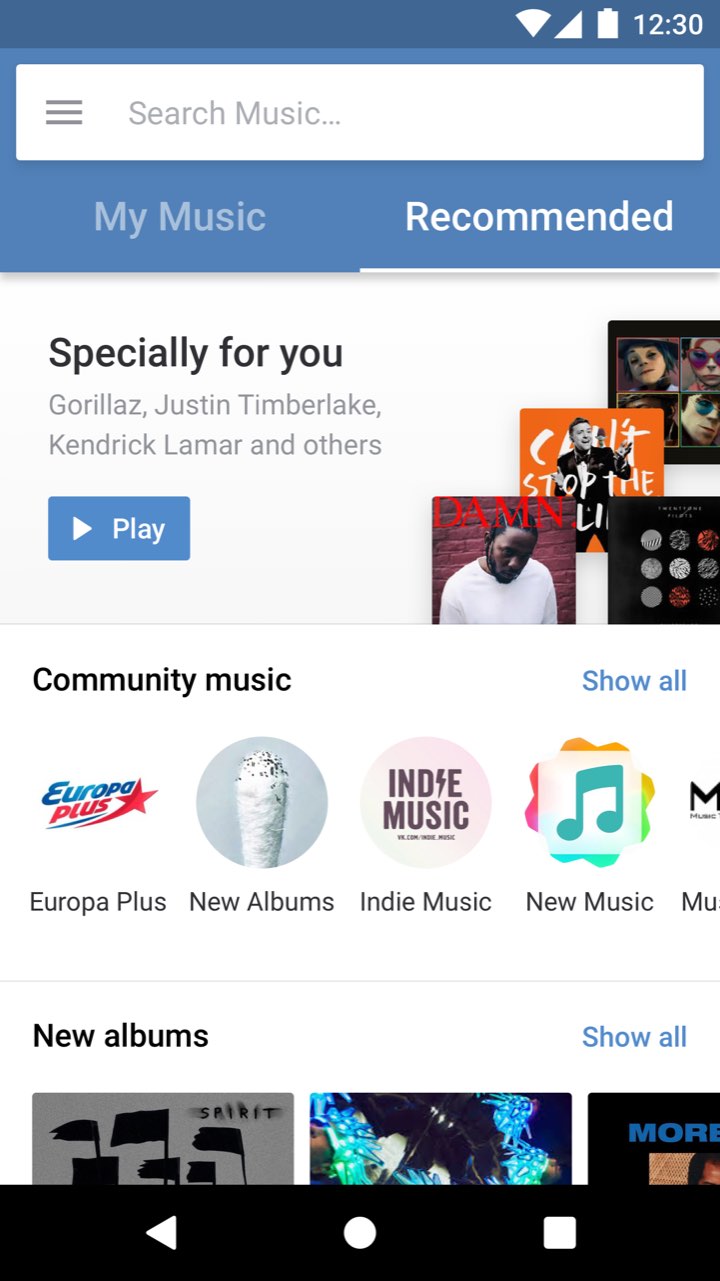 12:30
Search Music...
My Music
Recommended
Specially for you
Gorillaz, Justin Timberlake,
Kendrick Lamar and others
Play
CAN'T
STOP THE
DAMN.
TWENTY ONE
PILOTS
Community music
Show all
Europa
PLUS
INDIE
MUSIC
VK.COM/INDIE_MUSIC
Europa Plus
New Albums
Indie Music
New Music
New albums
Show all
SPIRIT
MORE